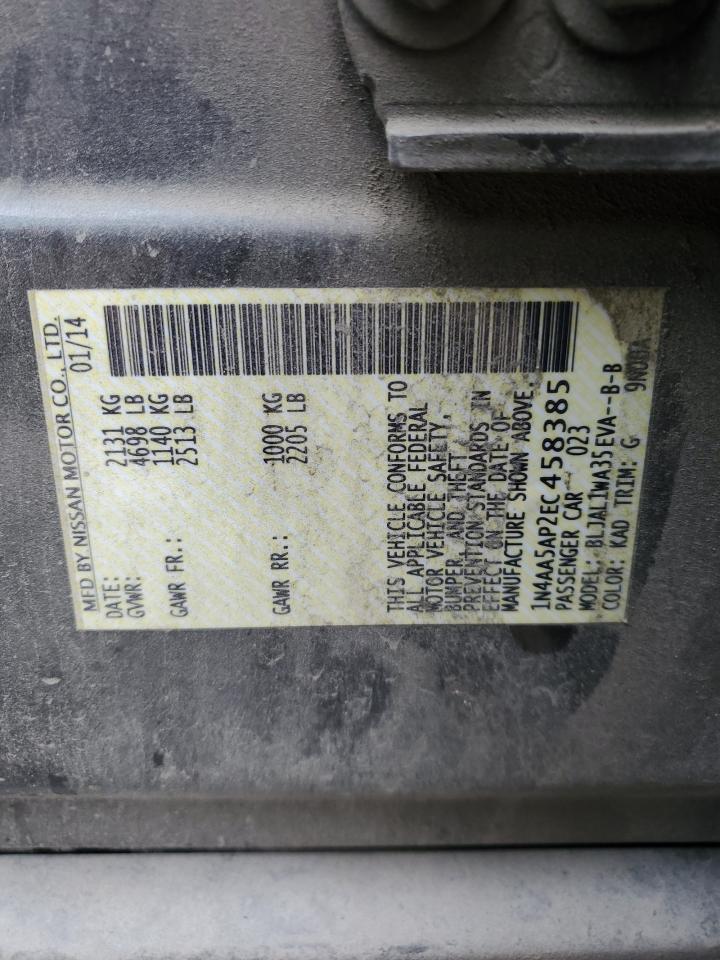 MFD BY NISSAN MOTOR CO., LTD.
DATE: 01/14
GVWR: 2131 KG
4698 LB
GAWR FR.: 1140 KG
2513 LB
GAWR RR.: 1000 KG
2205 LB
THIS VEHICLE CONFORMS TO
ALL APPLICABLE FEDERAL
MOTOR VEHICLE SAFETY,
BUMPER, AND THEFT
PREVENTION STANDARDS IN
EFFECT ON THE DATE OF
MANUFACTURE SHOWN ABOVE.
1N4AA5AP2EC458385
PASSENGER CAR 023
MODEL: BLJALIWA35EVA--B-B
COLOR: KAD TRIM: G 9N00A